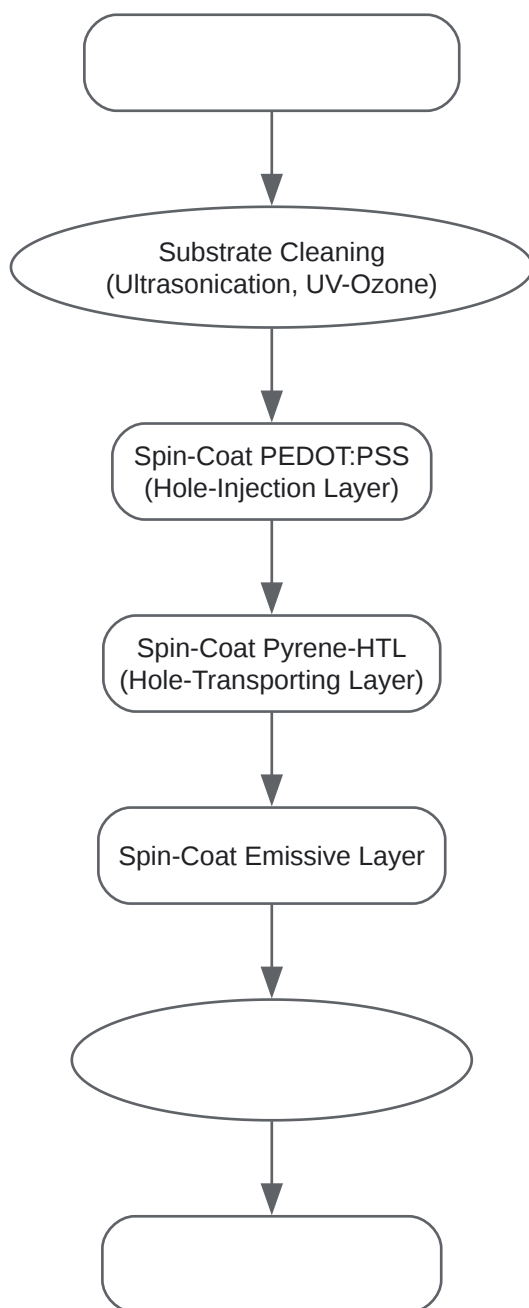 Substrate Cleaning
(Ultrasonication, UV-Ozone)
Spin-Coat PEDOT:PSS
(Hole-Injection Layer)
Spin-Coat Pyrene-HTL
(Hole-Transporting Layer)
Spin-Coat Emissive Layer